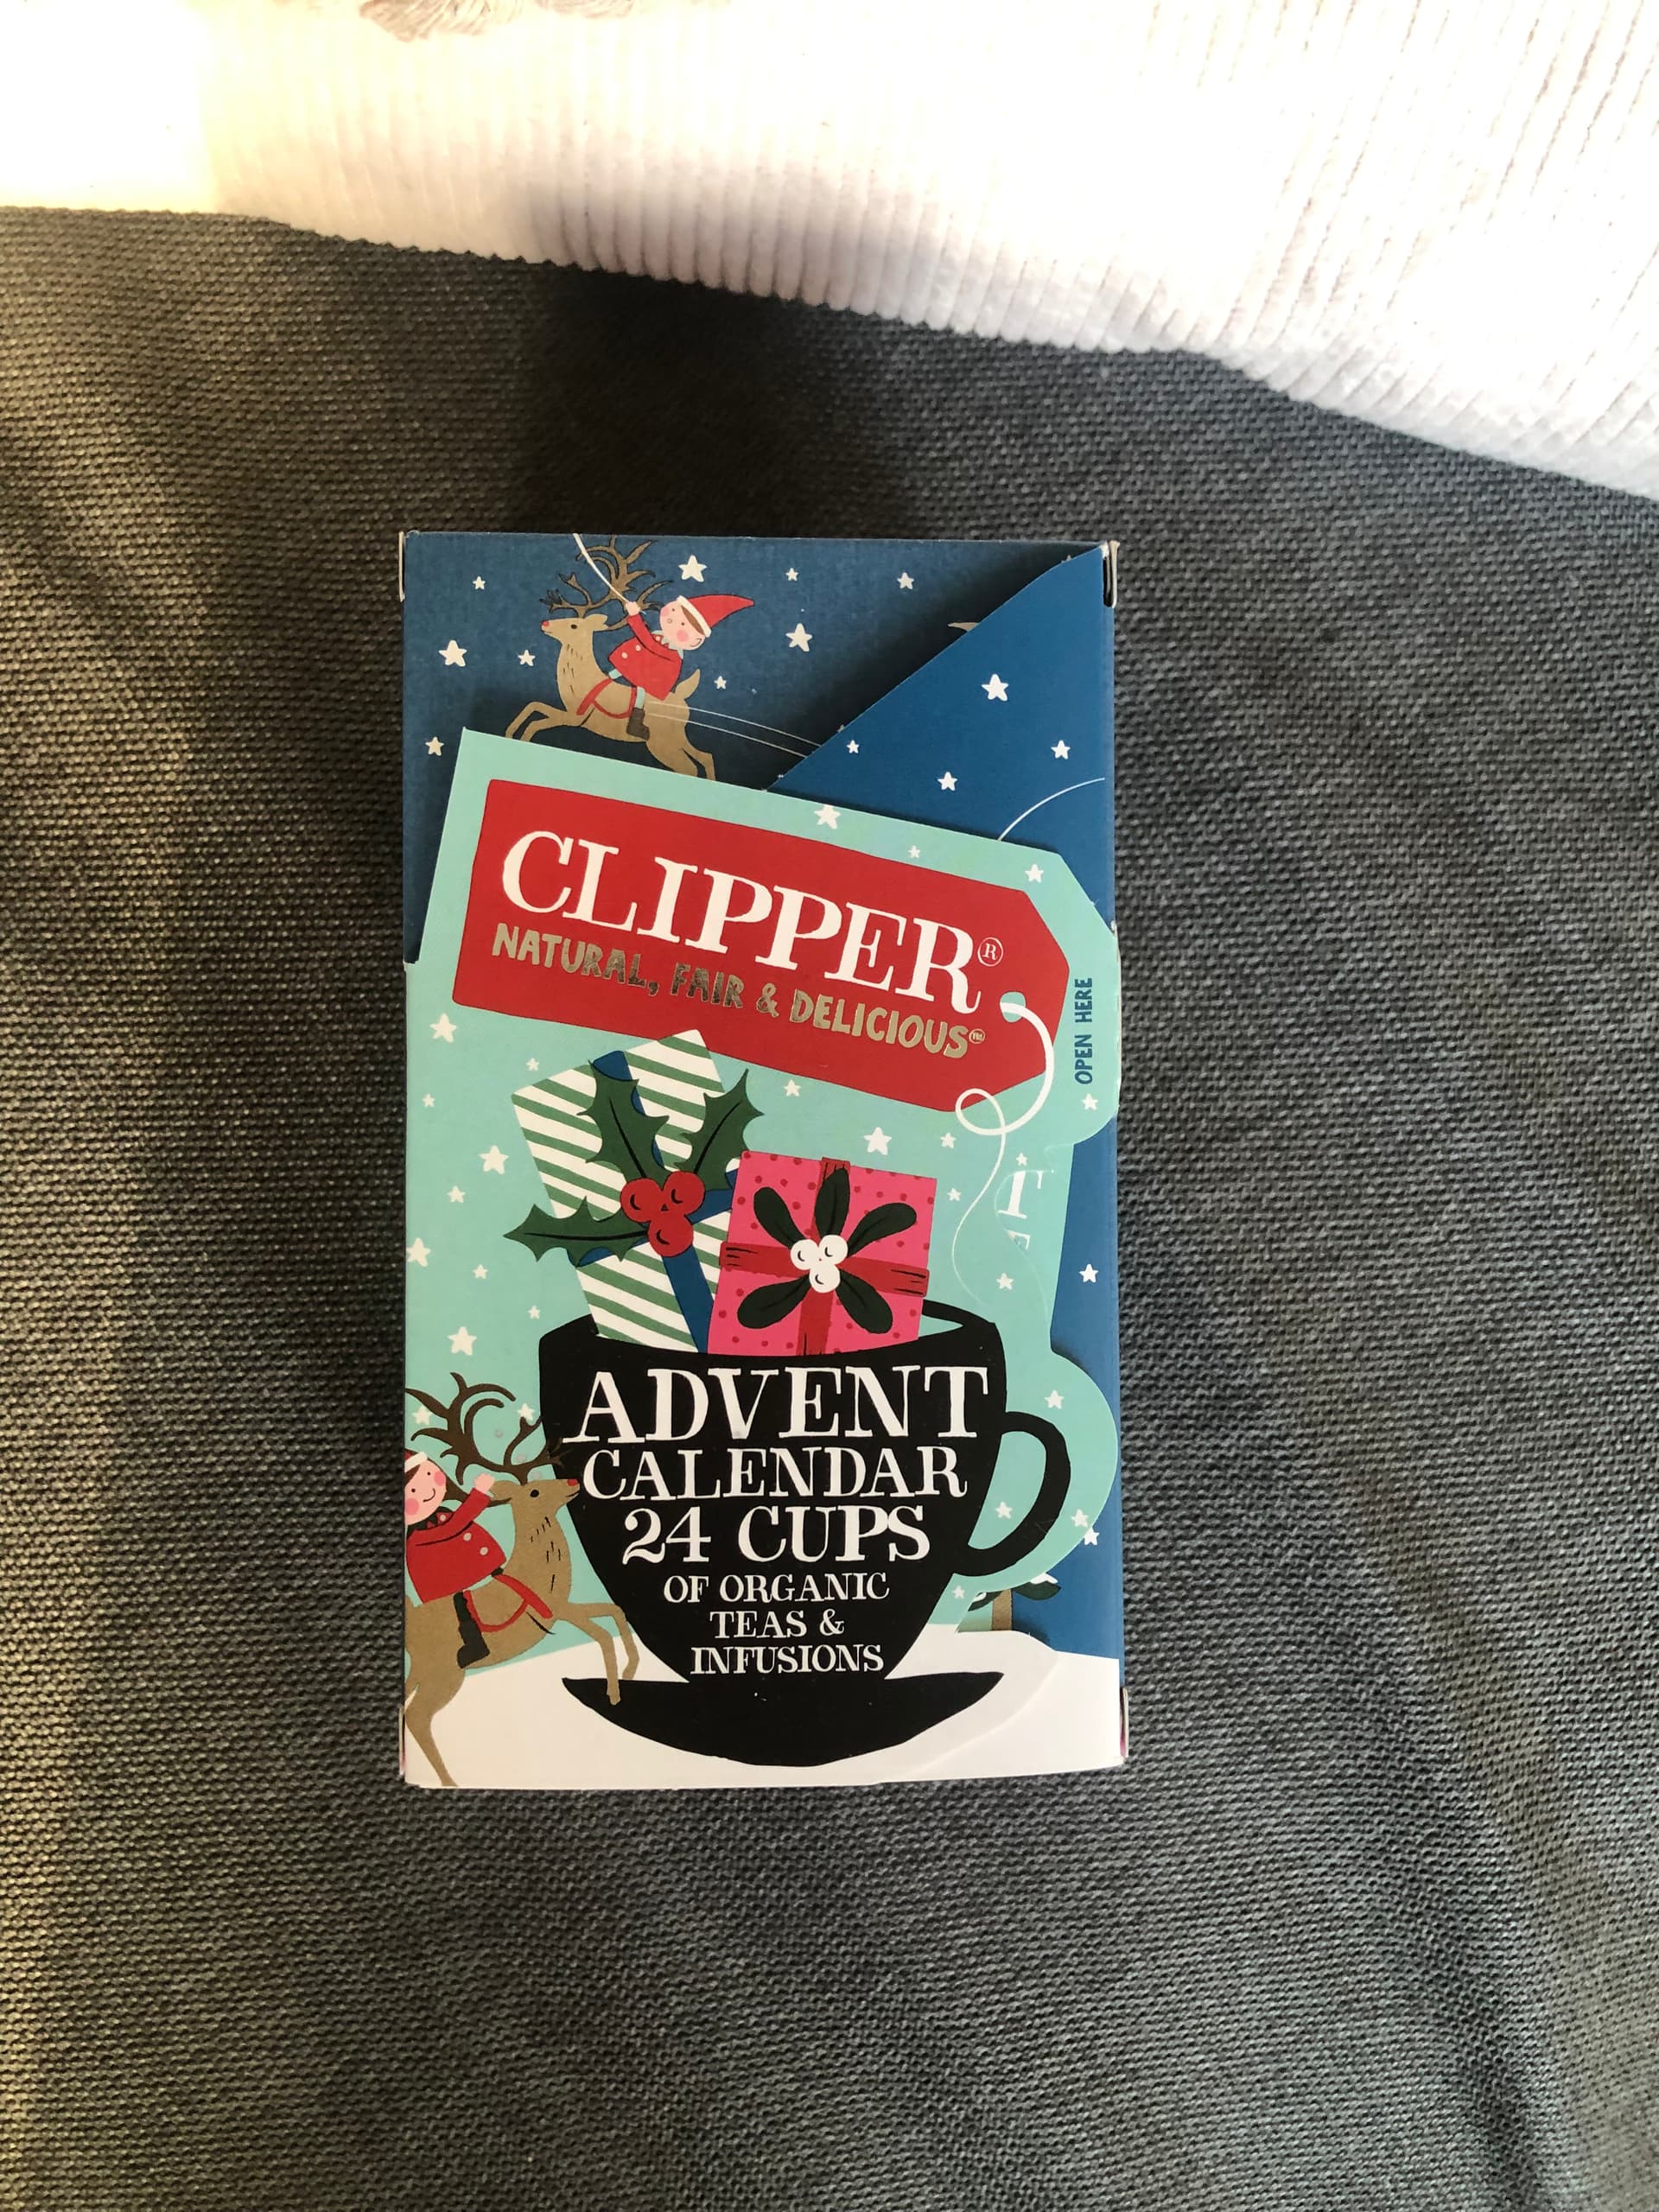 CLIPPER®
NATURAL, FAIR & DELICIOUS™
OPEN HERE
ADVENT
CALENDAR
24 CUPS
OF ORGANIC
TEAS &
INFUSIONS